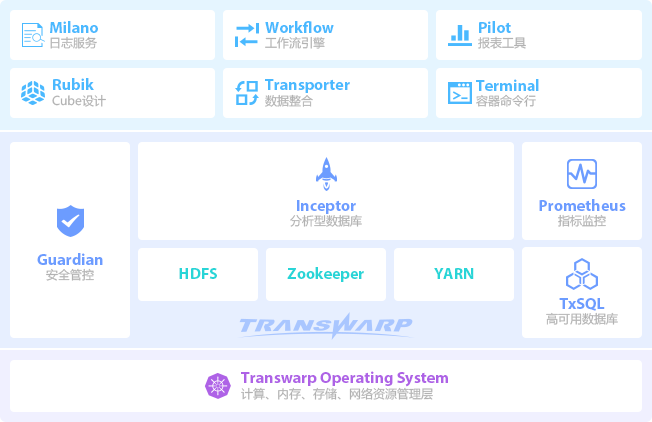 Milano
日志服务
Workflow
工作流引擎
Pilot
报表工具
Rubik
Cube设计
Transporter
数据整合
Terminal
容器命令行
Guardian
安全管控
Inceptor
分析型数据库
Prometheus
指标监控
HDFS
Zookeeper
YARN
TxSQL
高可用数据库
TRANSWARP
Transwarp Operating System
计算、内存、存储、网络资源管理层